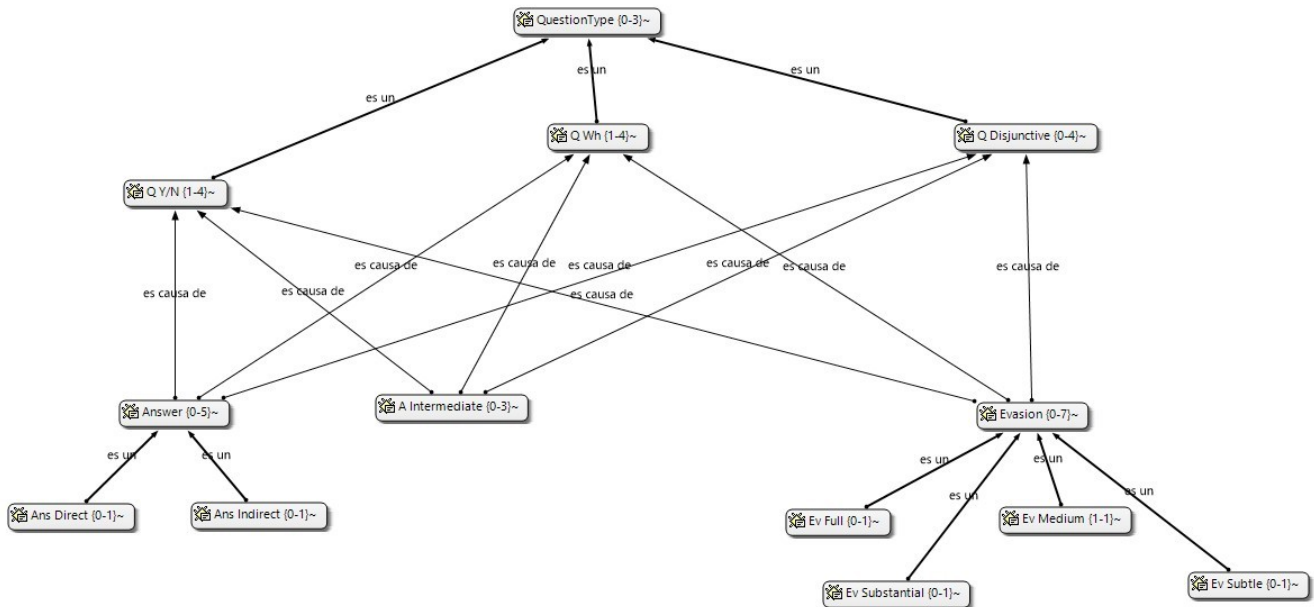 QuestionType {0-3}~
es un
es un
es un
Q Wh {1-4}~
Q Disjunctive {0-4}~
Q Y/N {1-4}~
es causa de
es causa de
es causa de
es causa de
es causa de
es causa de
es causa de
es causa de
es causa de
Answer {0-5}~
A Intermediate {0-3}~
Evasion {0-7}~
es un
es un
es un
es un
es un
es un
Ans Direct {0-1}~
Ans Indirect {0-1}~
Ev Full {0-1}~
Ev Medium {1-1}~
Ev Substantial {0-1}~
Ev Subtle {0-1}~